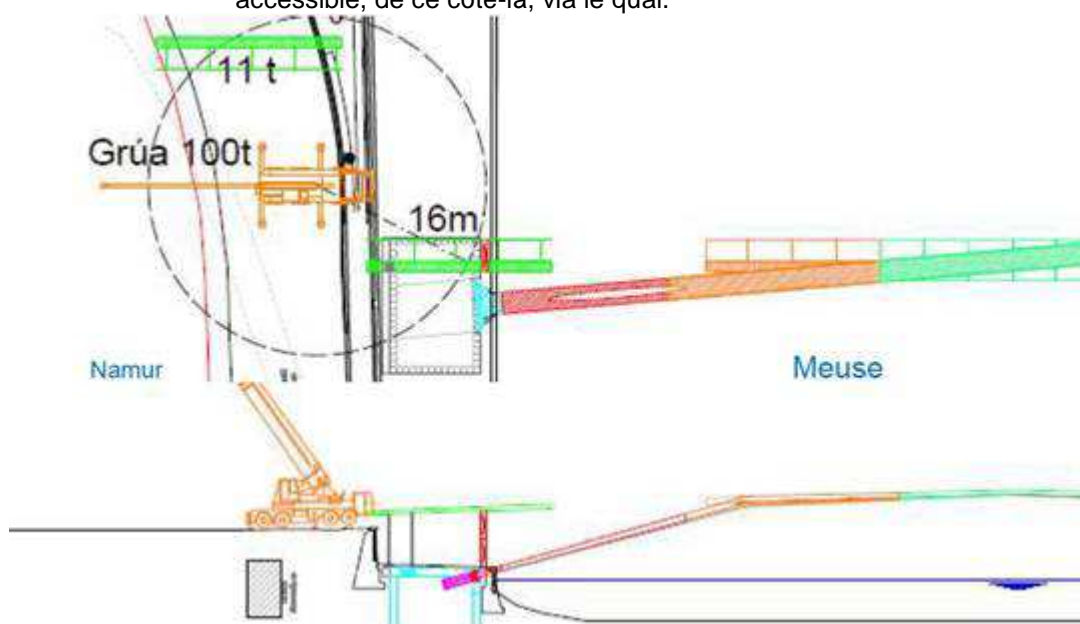 accessible, de ce côté-là, via le quai.
11 t
Grúa 100t
16m
Namur
Meuse